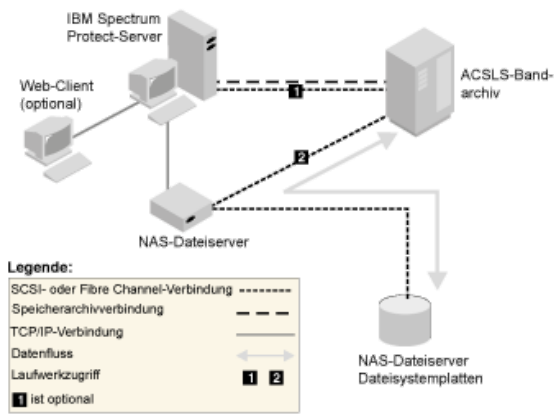 IBM Spectrum
Protect-Server
Web-Client
(optional)
ACSLS-Band-
archiv
1
2
NAS-Dateiserver
Legende:
SCSI- oder Fibre Channel-Verbindung
Speicherarchivverbindung
TCP/IP-Verbindung
Datenfluss
Laufwerkzugriff 1 2
1 ist optional
NAS-Dateiserver
Dateisystemplatten